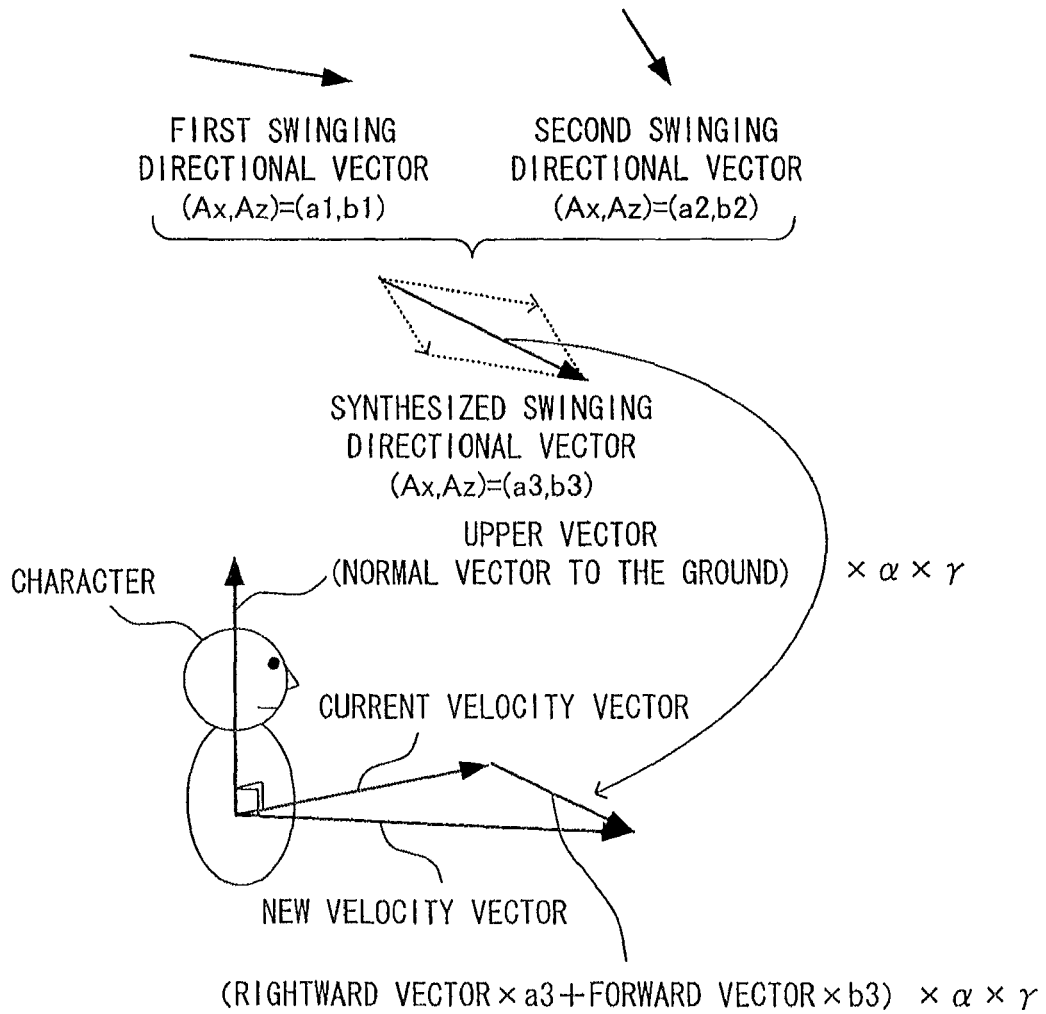 FIRST SWINGING
DIRECTIONAL VECTOR
(Ax,Az)=(a1,b1)
SECOND SWINGING
DIRECTIONAL VECTOR
(Ax,Az)=(a2,b2)
SYNTHESIZED SWINGING
DIRECTIONAL VECTOR
(Ax,Az)=(a3,b3)
UPPER VECTOR
(NORMAL VECTOR TO THE GROUND)
× α × γ
CHARACTER
CURRENT VELOCITY VECTOR
NEW VELOCITY VECTOR
(RIGHTWARD VECTOR×a3+FORWARD VECTOR×b3) × α × γ